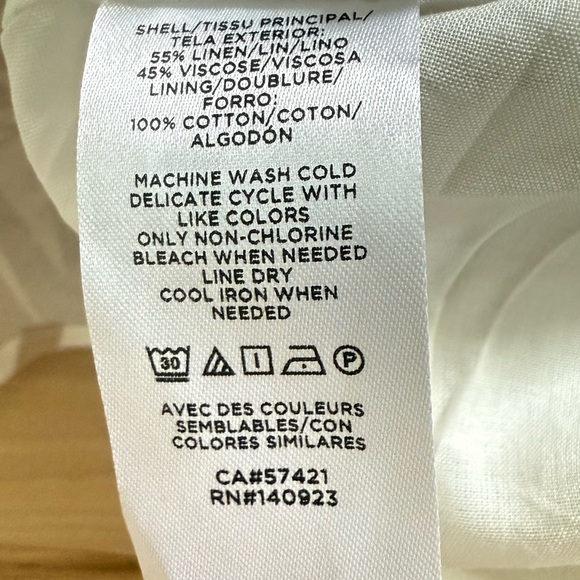 SHELL/TISSU PRINCIPAL/
TELA EXTERIOR:
55% LINEN/LIN/LINO
45% VISCOSE/VISCOSA
LINING/DOUBLURE/
FORRO:
100% COTTON/COTON/
ALGODÓN
MACHINE WASH COLD
DELICATE CYCLE WITH
LIKE COLORS
ONLY NON-CHLORINE
BLEACH WHEN NEEDED
LINE DRY
COOL IRON WHEN
NEEDED
30 P
AVEC DES COULEURS
SEMBLABLES/CON
COLORES SIMILARES
CA#57421
RN#140923